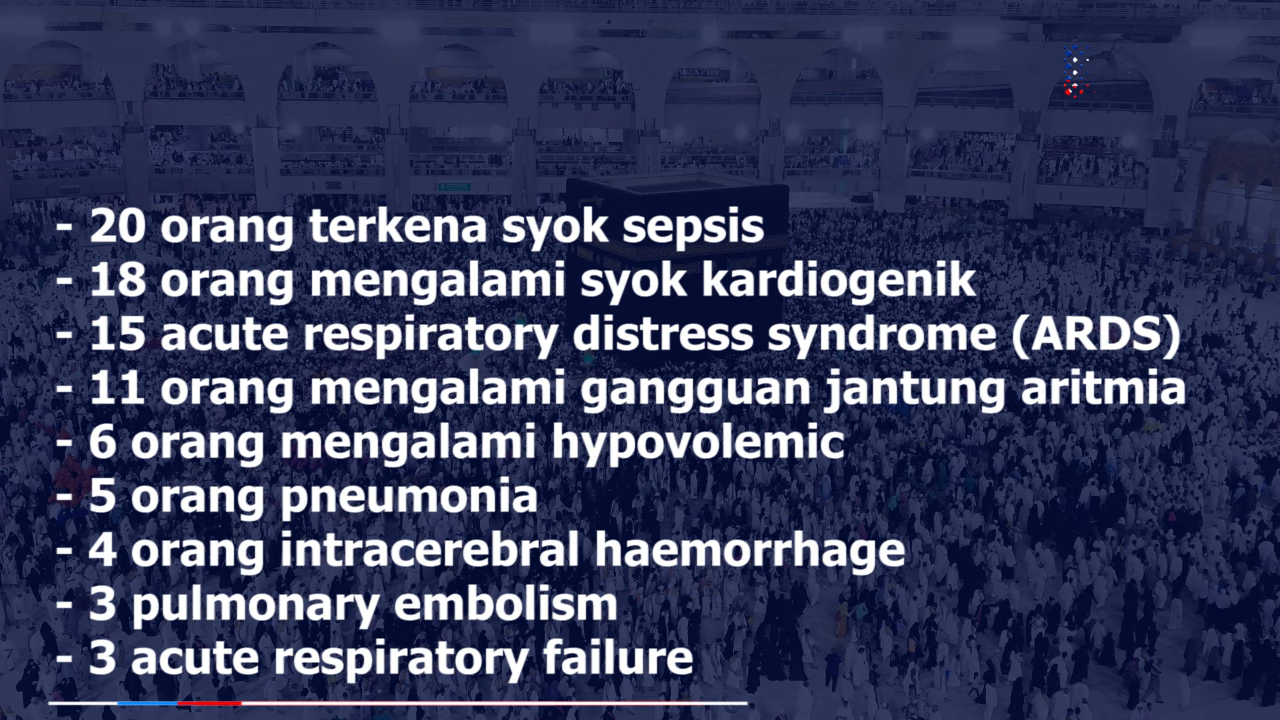 - 20 orang terkena syok sepsis
- 18 orang mengalami syok kardiogenik
- 15 acute respiratory distress syndrome (ARDS)
- 11 orang mengalami gangguan jantung aritmia
- 6 orang mengalami hypovolemic
- 5 orang pneumonia
- 4 orang intracerebral haemorrhage
- 3 pulmonary embolism
- 3 acute respiratory failure